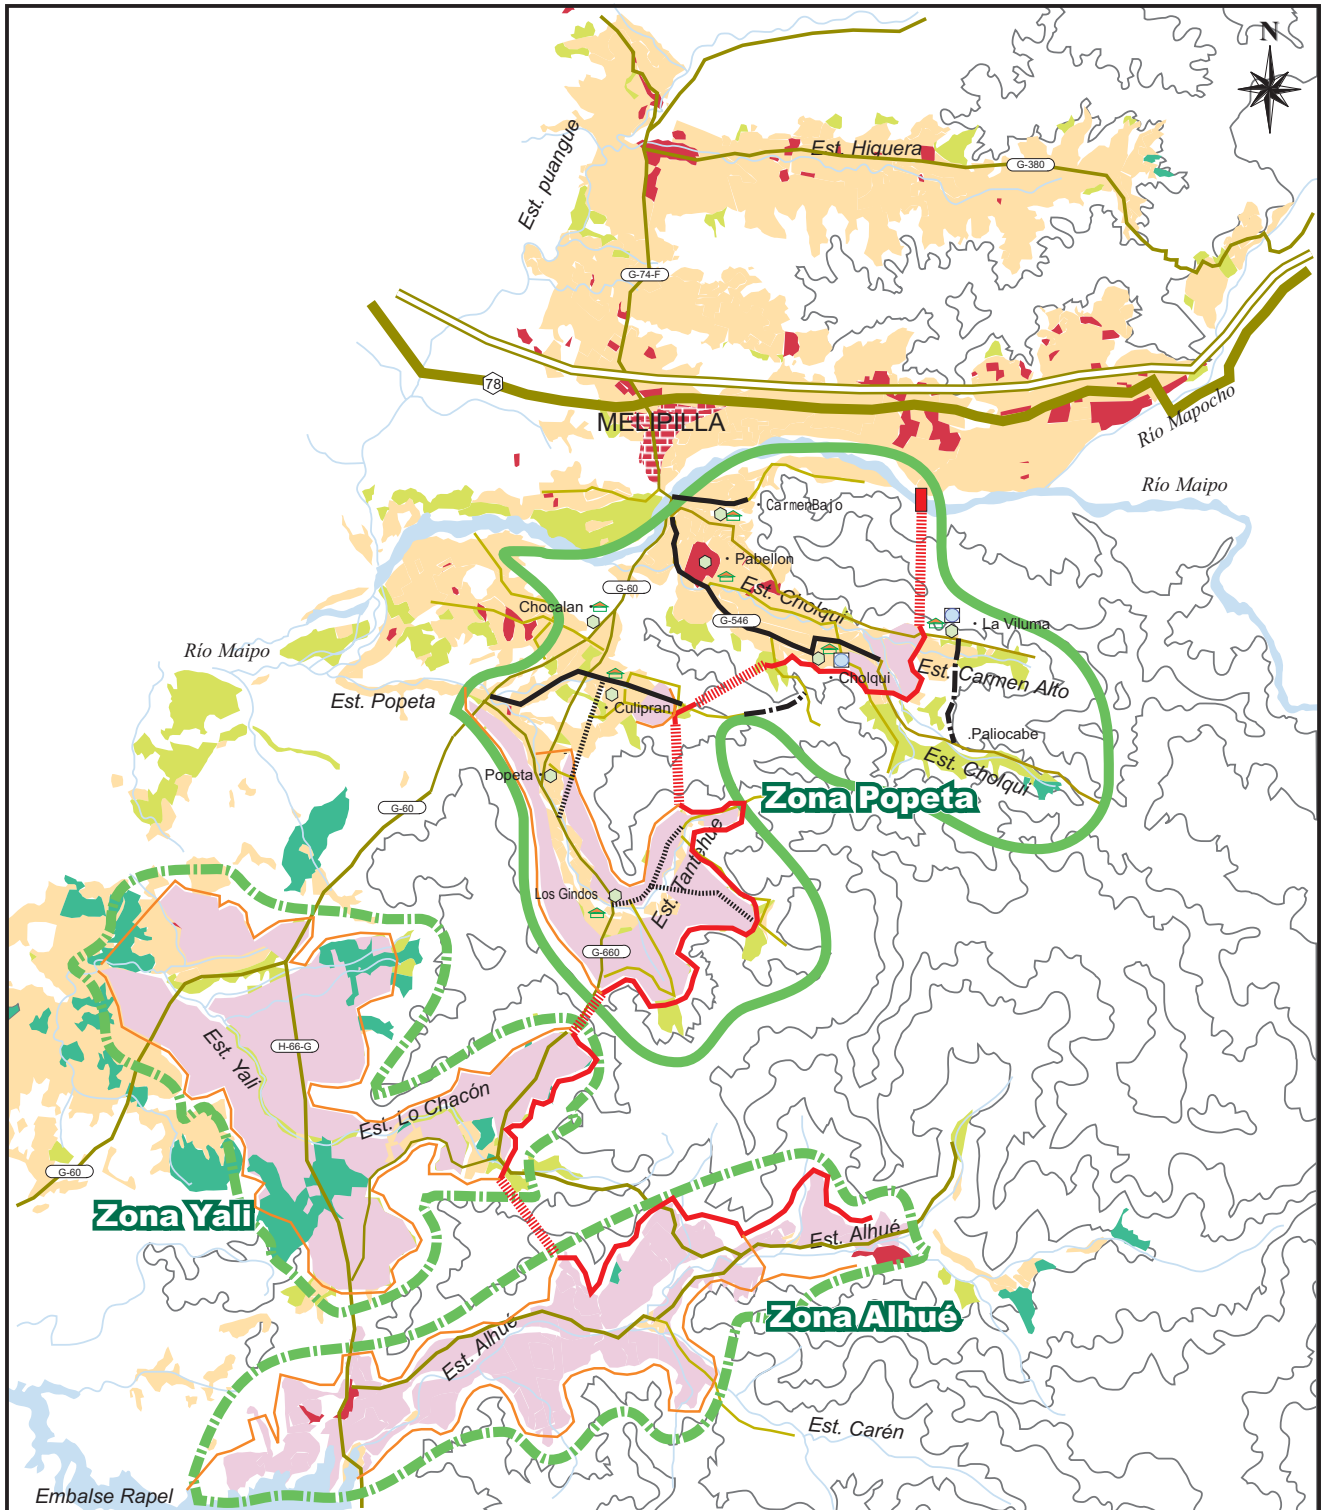 N
Est. puangue
Est. Hiquera
G-380
G-74-F
78
MELIPILLA
Río Mapocho
Río Maipo
CarmenBajo
Pabellon
Est. Cholqui
G-60
Chocalan
G-546
La Viluma
Río Maipo
Est. Carmen Alto
Cholqui
Est. Popeta
Culipran
.Paliocabe
Est. Cholqui
Popeta
Zona Popeta
G-60
Est. Tantehue
Los Gindos
G-660
Est. Yali
H-66-G
Est. Lo Chacón
G-60
Zona Yali
Est. Alhué
Zona Alhué
Est. Alhué
Est. Carén
Embalse Rapel